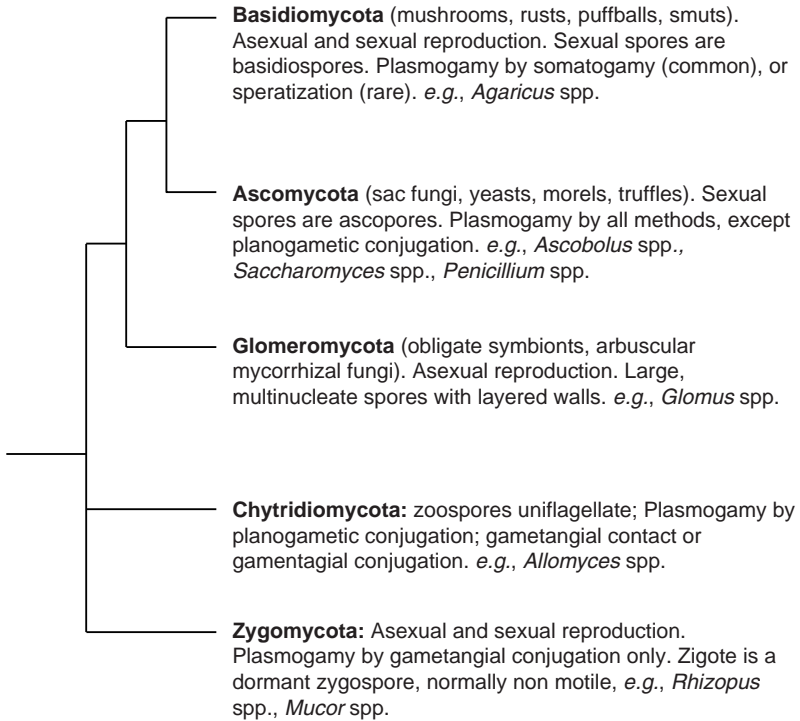 Basidiomycota (mushrooms, rusts, puffballs, smuts).
Asexual and sexual reproduction. Sexual spores are
basidiospores. Plasmogamy by somatogamy (common), or
speratization (rare). e.g., Agaricus spp.
Ascomycota (sac fungi, yeasts, morels, truffles). Sexual
spores are ascopores. Plasmogamy by all methods, except
planogametic conjugation. e.g., Ascobolus spp.,
Saccharomyces spp., Penicillium spp.
Glomeromycota (obligate symbionts, arbuscular
mycorrhizal fungi). Asexual reproduction. Large,
multinucleate spores with layered walls. e.g., Glomus spp.
Chytridiomycota: zoospores uniflagellate; Plasmogamy by
planogametic conjugation; gametangial contact or
gamentagial conjugation. e.g., Allomyces spp.
Zygomycota: Asexual and sexual reproduction.
Plasmogamy by gametangial conjugation only. Zigote is a
dormant zygospore, normally non motile, e.g., Rhizopus
spp., Mucor spp.